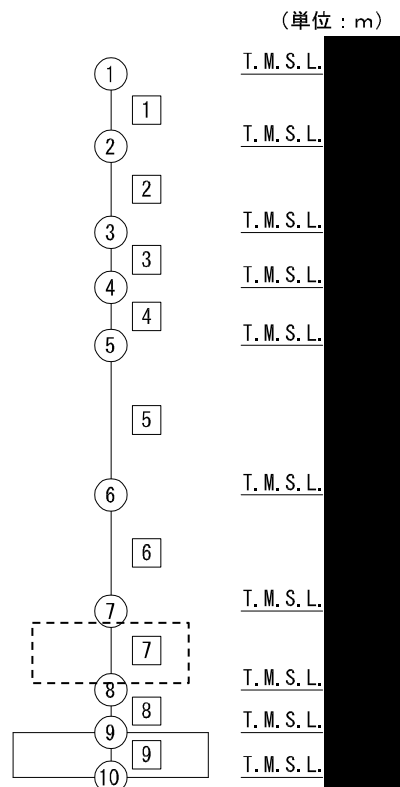 (単位:m)
① T.M.S.L.
1
② T.M.S.L.
2
③ T.M.S.L.
3
④ T.M.S.L.
4
⑤ T.M.S.L.
5
⑥ T.M.S.L.
6
⑦ T.M.S.L.
7
⑧ T.M.S.L.
8
⑨ T.M.S.L.
9
⑩ T.M.S.L.